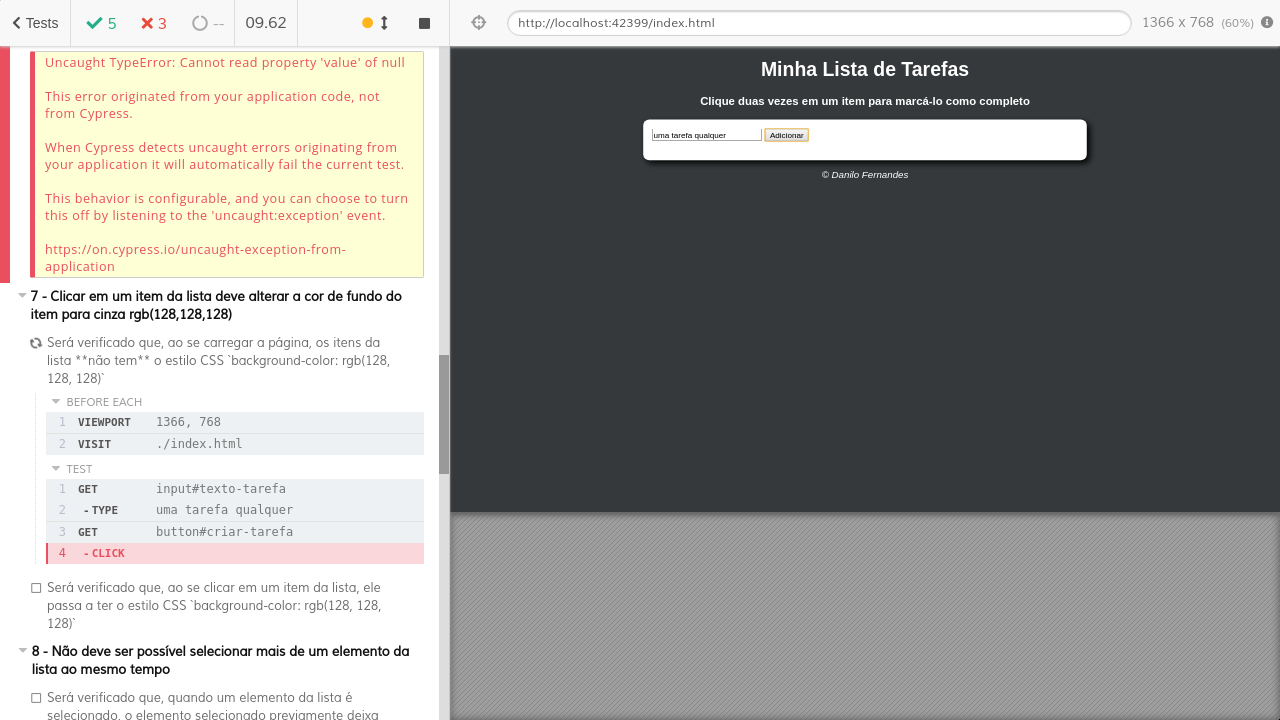 Tests
5
3
--
09.62
http://localhost:42399/index.html
1366 x 768 (60%)
Uncaught TypeError: Cannot read property 'value' of null
This error originated from your application code, not
from Cypress.
When Cypress detects uncaught errors originating from
your application it will automatically fail the current test.
This behavior is configurable, and you can choose to turn
this off by listening to the 'uncaught:exception' event.
https://on.cypress.io/uncaught-exception-from-
application
7 - Clicar em um item da lista deve alterar a cor de fundo do
item para cinza rgb(128,128,128)
Será verificado que, ao se carregar a página, os itens da
lista **não tem** o estilo CSS `background-color: rgb(128,
128, 128)`
BEFORE EACH
1 VIEWPORT 1366, 768
2 VISIT ./index.html
TEST
1 GET input#texto-tarefa
2 - TYPE uma tarefa qualquer
3 GET button#criar-tarefa
4 - CLICK
Será verificado que, ao se clicar em um item da lista, ele
passa a ter o estilo CSS `background-color: rgb(128, 128,
128)`
8 - Não deve ser possível selecionar mais de um elemento da
lista ao mesmo tempo
Será verificado que, quando um elemento da lista é
selecionado, o elemento selecionado previamente deixa
Minha Lista de Tarefas
Clique duas vezes em um item para marcá-lo como completo
uma tarefa qualquer Adicionar
© Danilo Fernandes